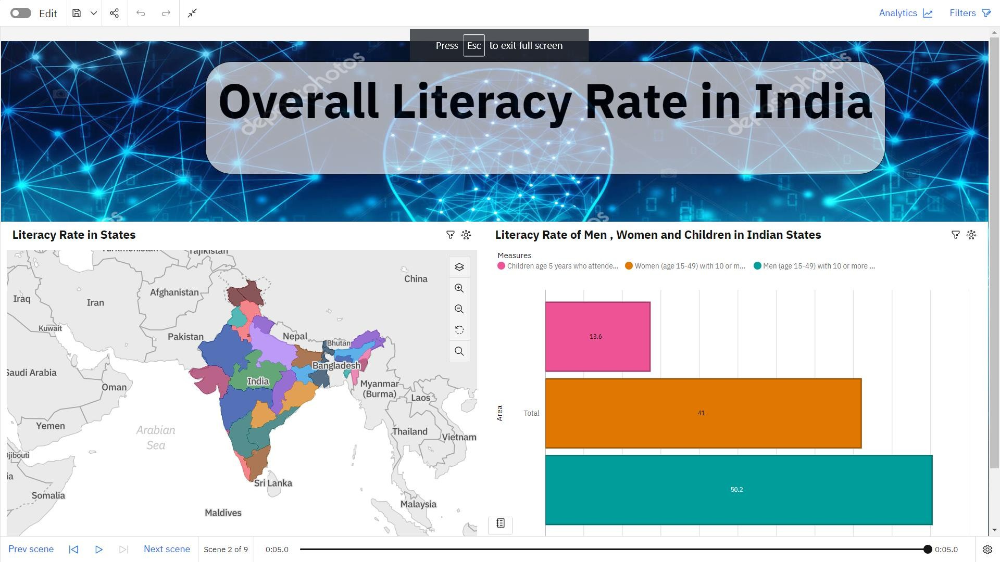 Edit
Analytics
Filters
Press Esc to exit full screen
depositphotos
depositphotos
Overall Literacy Rate in India
Literacy Rate in States
Literacy Rate of Men , Women and Children in Indian States
Measures
Children age 5 years who attende...
Women (age 15-49) with 10 or m...
Men (age 15-49) with 10 or more ...
Turkmenistan
Tajikistan
China
Afghanistan
Iraq
Iran
Kuwait
Pakistan
Nepal
Bhutan
Bangladesh
Saudi Arabia
Oman
India
Myanmar
(Burma)
Laos
Yemen
Arabian
Sea
Thailand
Vietnam
Djibouti
ia
Somalia
Sri Lanka
Maldives
Malaysia
13.6
Area
Total
41
50.2
Prev scene
Next scene
Scene 2 of 9
0:05.0
0:05.0